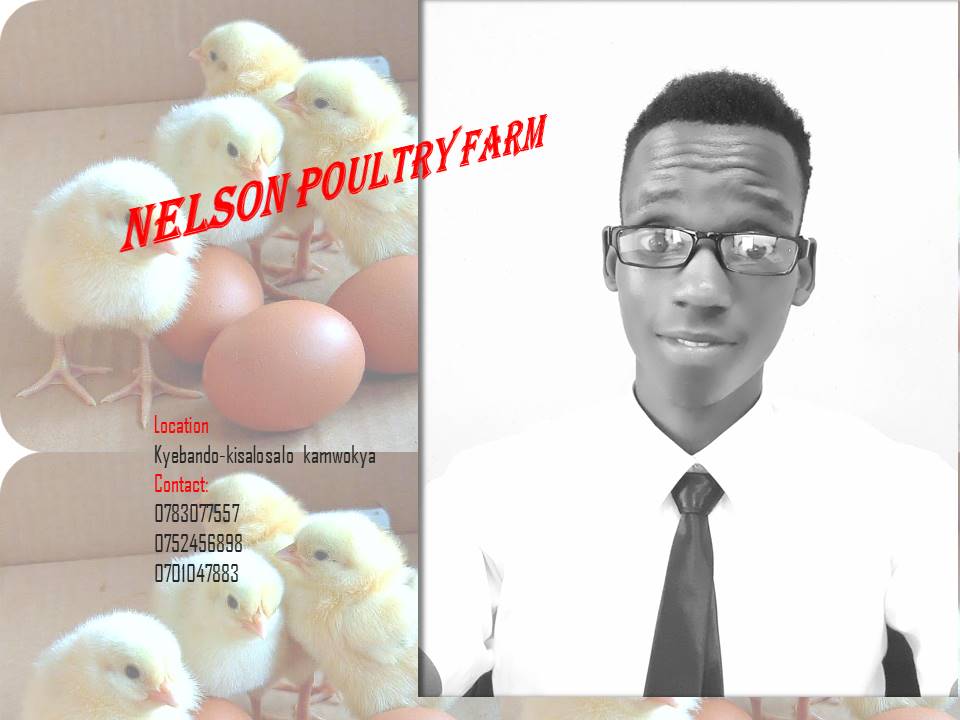 NELSON POULTRY FARM
Location
Kyebando-kisalosalo kamwokya
Contact:
0783077557
0752456898
0701047883